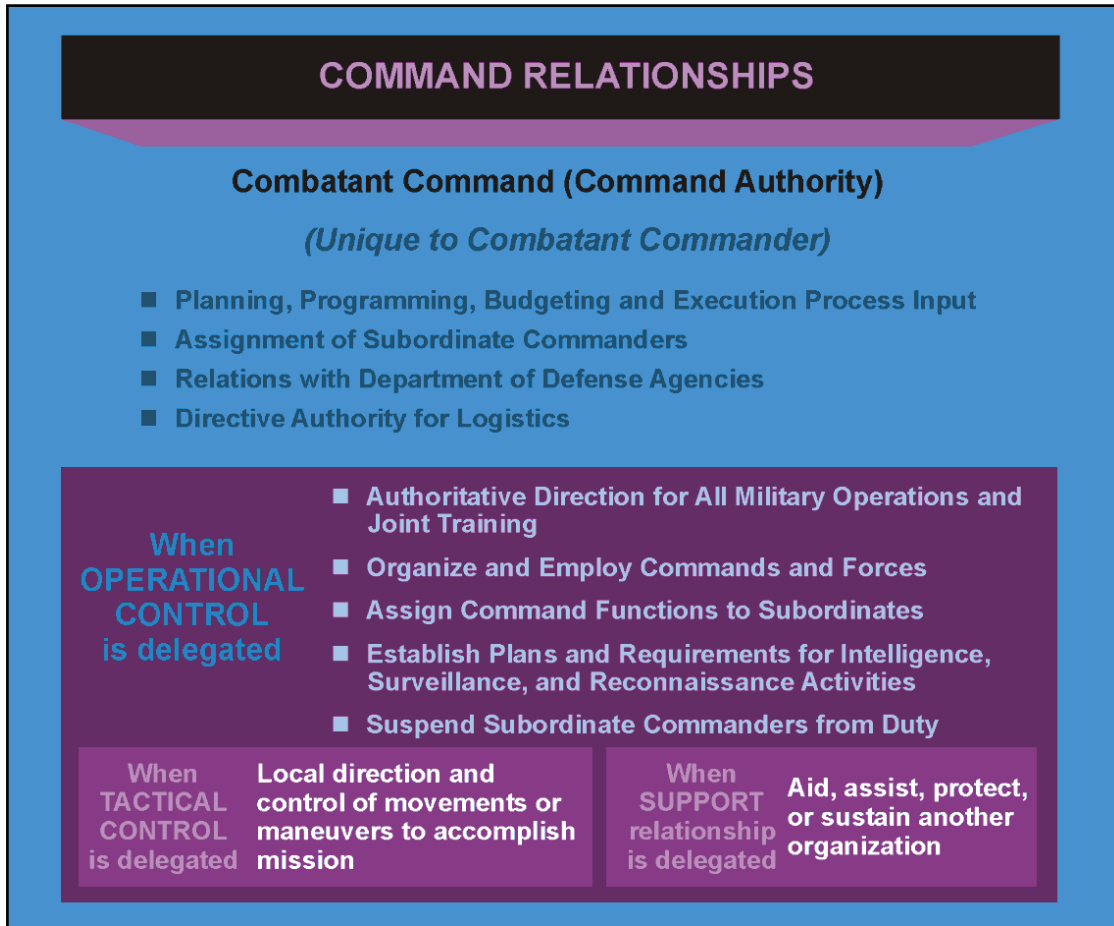 COMMAND RELATIONSHIPS
Combatant Command (Command Authority)
(Unique to Combatant Commander)
■ Planning, Programming, Budgeting and Execution Process Input
■ Assignment of Subordinate Commanders
■ Relations with Department of Defense Agencies
■ Directive Authority for Logistics
When
OPERATIONAL
CONTROL
is delegated
■ Authoritative Direction for All Military Operations and
Joint Training
■ Organize and Employ Commands and Forces
■ Assign Command Functions to Subordinates
■ Establish Plans and Requirements for Intelligence,
Surveillance, and Reconnaissance Activities
■ Suspend Subordinate Commanders from Duty
When
TACTICAL
CONTROL
is delegated
Local direction and
control of movements or
maneuvers to accomplish
mission
When
SUPPORT
relationship
is delegated
Aid, assist, protect,
or sustain another
organization